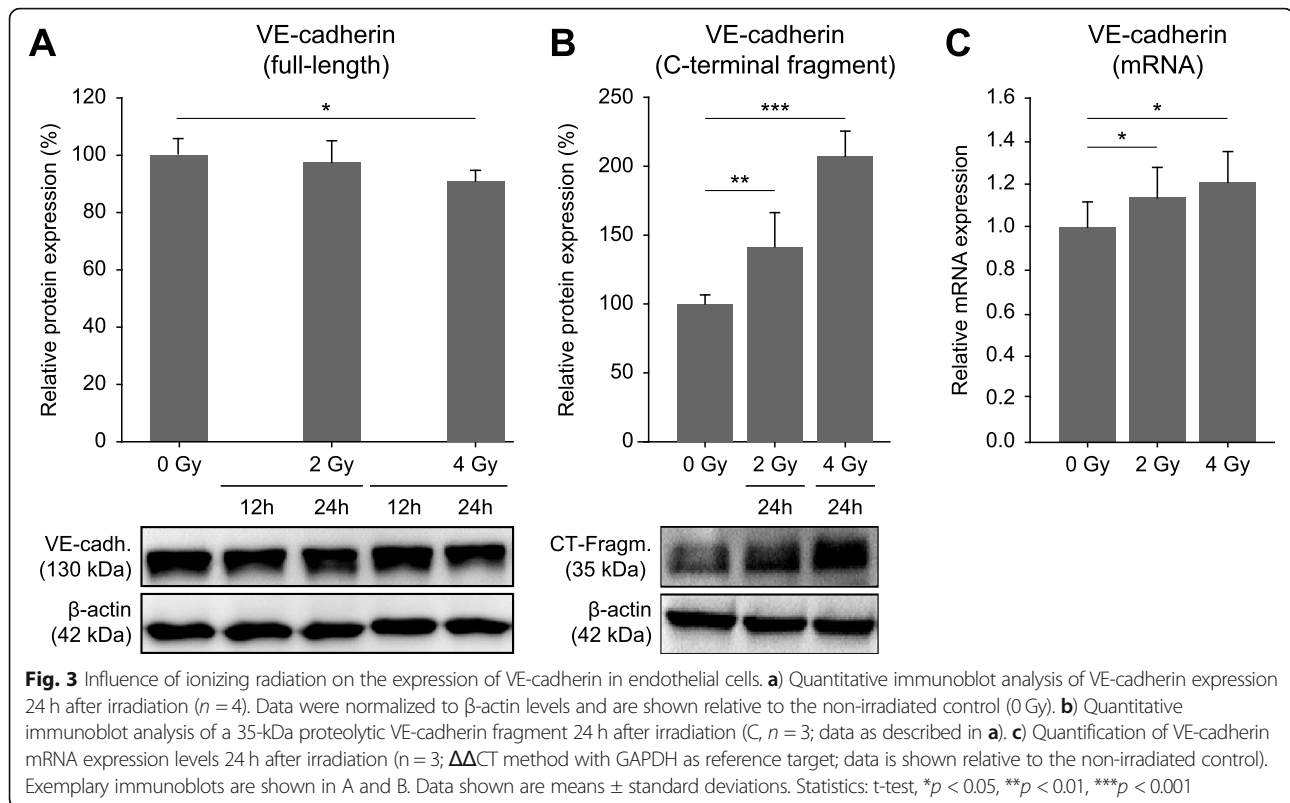 A
VE-cadherin
(full-length)
Relative protein expression (%)
120
100
80
60
40
20
0
*
0 Gy
2 Gy
4 Gy
12h
24h
12h
24h
VE-cadh.
(130 kDa)
β-actin
(42 kDa)
B
VE-cadherin
(C-terminal fragment)
Relative protein expression (%)
250
200
150
100
50
0
***
**
0 Gy
2 Gy
4 Gy
24h
24h
CT-Fragm.
(35 kDa)
β-actin
(42 kDa)
C
VE-cadherin
(mRNA)
Relative mRNA expression
1.6
1.4
1.2
1.0
0.8
0.6
0.4
0.2
0.0
*
*
0 Gy
2 Gy
4 Gy
Fig. 3 Influence of ionizing radiation on the expression of VE-cadherin in endothelial cells. a) Quantitative immunoblot analysis of VE-cadherin expression
24 h after irradiation (n = 4). Data were normalized to β-actin levels and are shown relative to the non-irradiated control (0 Gy). b) Quantitative
immunoblot analysis of a 35-kDa proteolytic VE-cadherin fragment 24 h after irradiation (C, n = 3; data as described in a). c) Quantification of VE-cadherin
mRNA expression levels 24 h after irradiation (n = 3; ΔΔCT method with GAPDH as reference target; data is shown relative to the non-irradiated control).
Exemplary immunoblots are shown in A and B. Data shown are means ± standard deviations. Statistics: t-test, *p < 0.05, **p < 0.01, ***p < 0.001